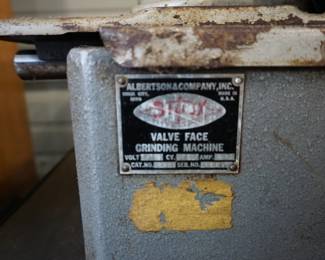 ALBERTSON & COMPANY, INC.
SIOUX CITY, MADE IN
IOWA U.S.A.
SIOUX
VALVE FACE
GRINDING MACHINE
VOLT CY. AMP.
CAT.NO. SER.NO.